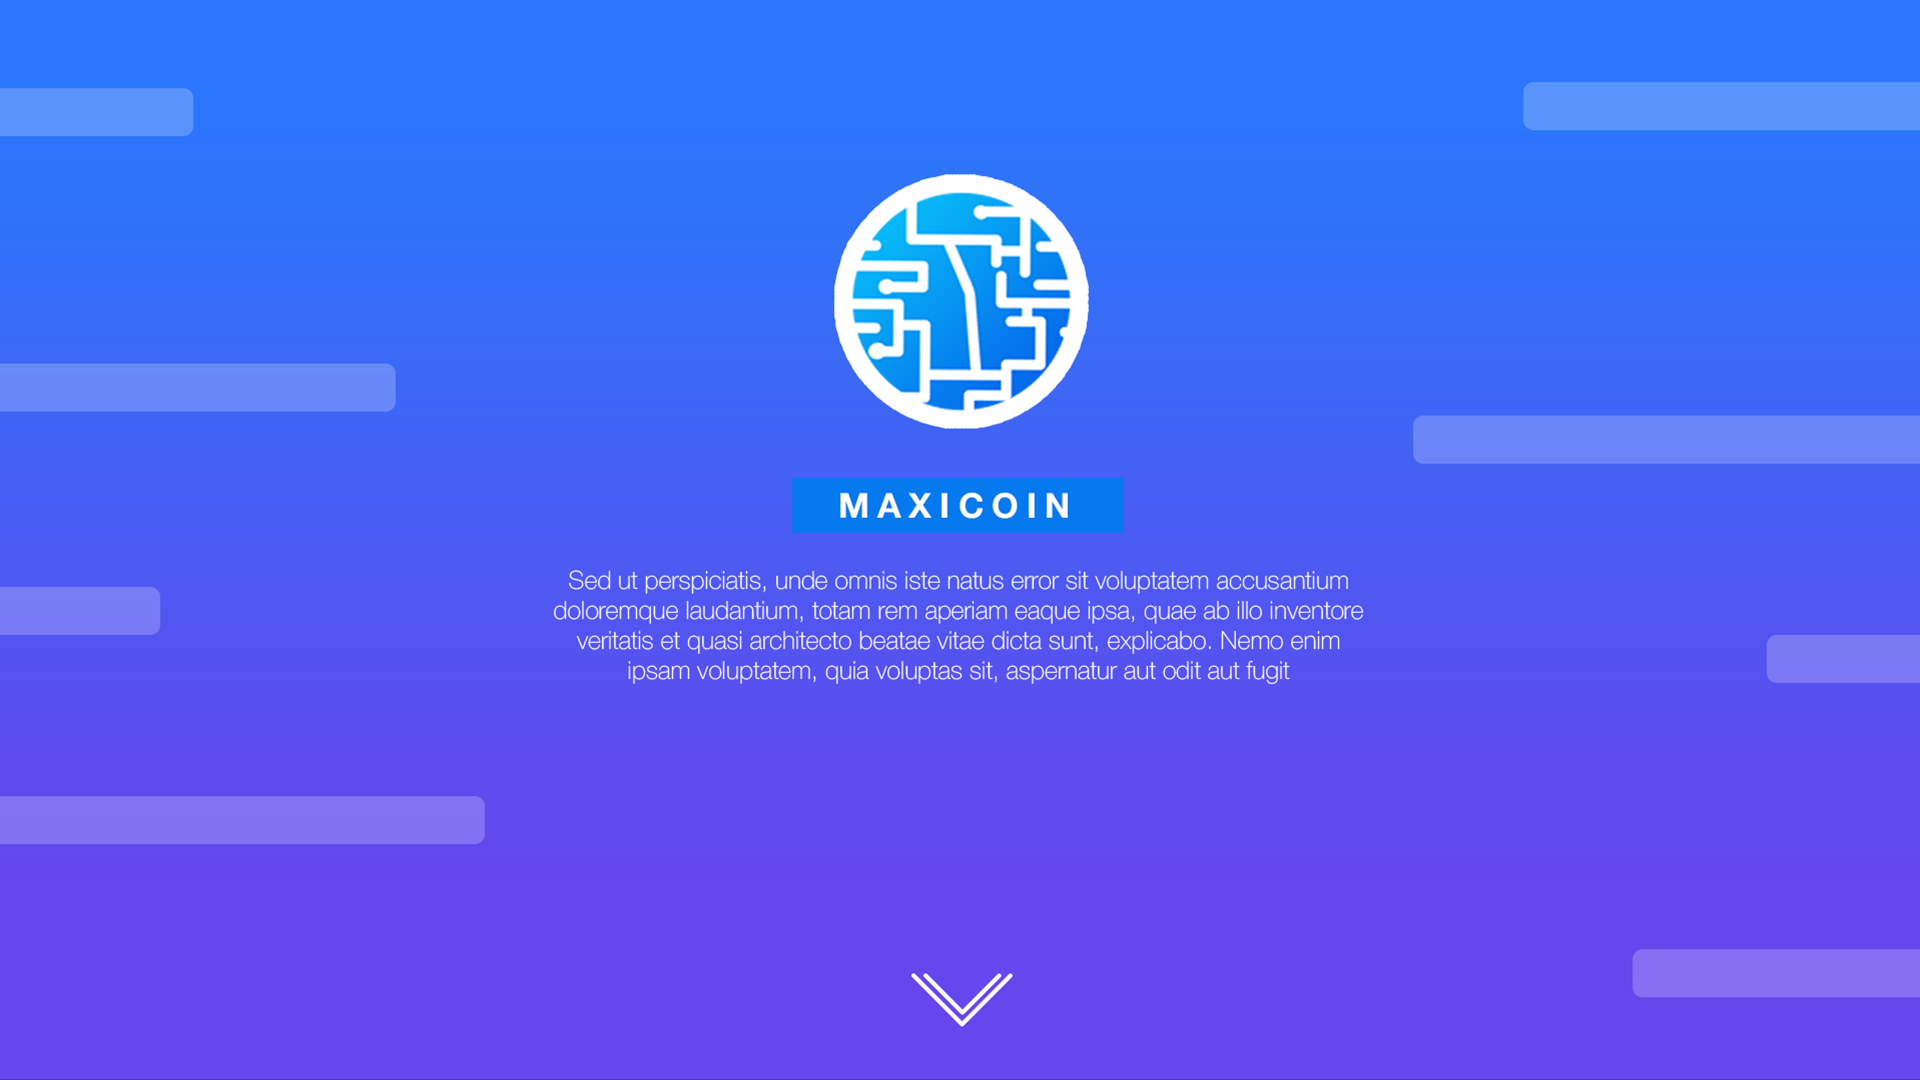 MAXICOIN
Sed ut perspiciatis, unde omnis iste natus error sit voluptatem accusantium
doloremque laudantium, totam rem aperiam eaque ipsa, quae ab illo inventore
veritatis et quasi architecto beatae vitae dicta sunt, explicabo. Nemo enim
ipsam voluptatem, quia voluptas sit, aspernatur aut odit aut fugit